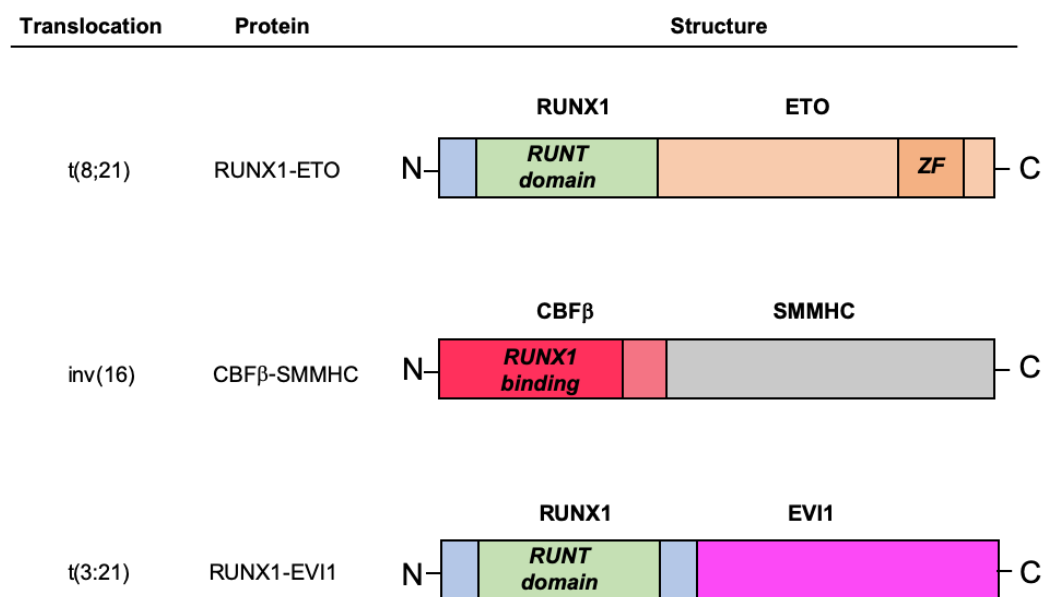 Translocation Protein Structure
RUNX1 ETO
t(8;21) RUNX1-ETO N RUNT domain ZF C
CBFβ SMMHC
inv(16) CBFβ-SMMHC N RUNX1 binding C
RUNX1 EVI1
t(3:21) RUNX1-EVI1 N RUNT domain C